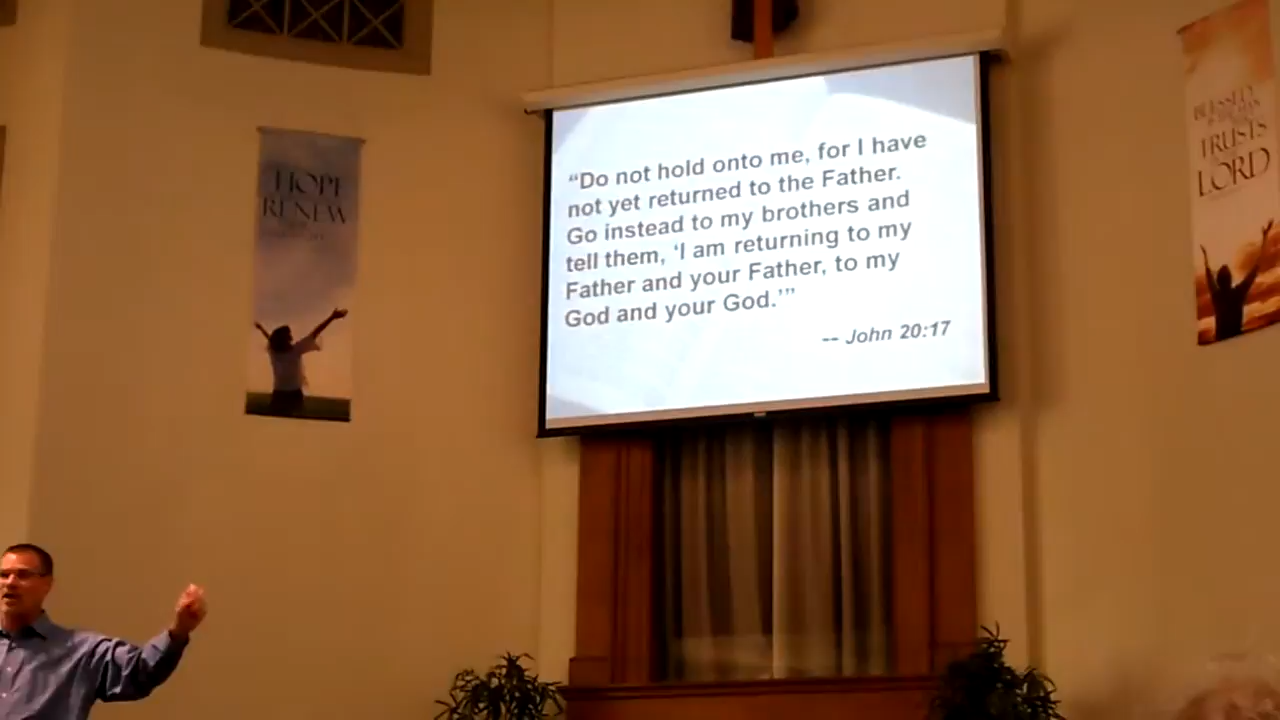 HOPE
RENEW
“Do not hold onto me, for I have
not yet returned to the Father.
Go instead to my brothers and
tell them, ‘I am returning to my
Father and your Father, to my
God and your God.’”
-- John 20:17
BLESSED
TRUSTS
LORD